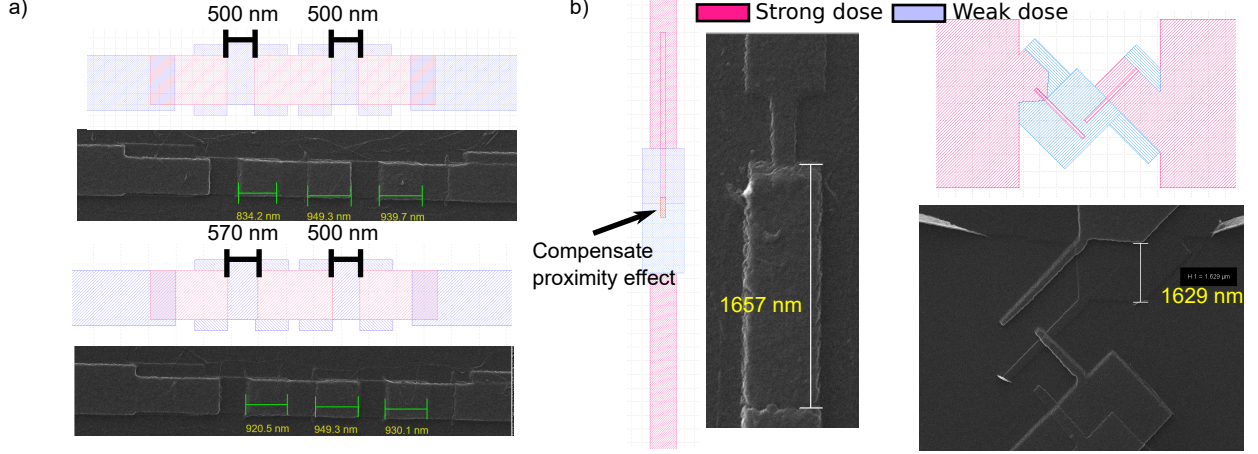 a)
500 nm
500 nm
834.2 nm
949.3 nm
939.7 nm
570 nm
500 nm
920.5 nm
949.3 nm
930.1 nm
b)
Strong dose
Weak dose
Compensate
proximity effect
1657 nm
H 1 = 1.629 µm
1629 nm